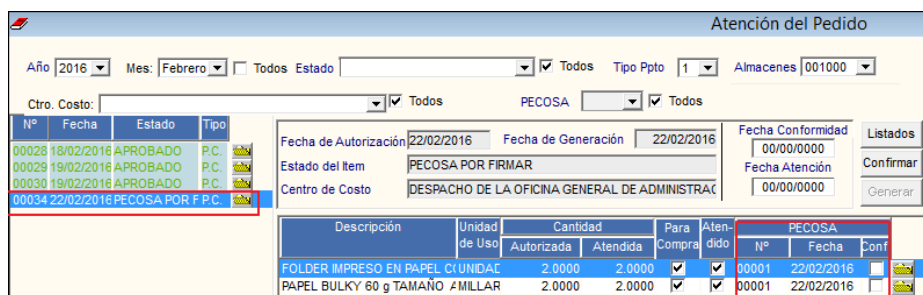 Atención del Pedido
Año 2016 Mes: Febrero Todos Estado Todos Tipo Ppto 1 Almacenes 001000
Ctro. Costo: Todos PECOSA Todos
Nº Fecha Estado Tipo
00028 18/02/2016 APROBADO P.C.
00029 19/02/2016 APROBADO P.C.
00030 19/02/2016 APROBADO P.C.
00034 22/02/2016 PECOSA POR F P.C.
Fecha de Autorización 22/02/2016 Fecha de Generación 22/02/2016
Estado del Item PECOSA POR FIRMAR
Centro de Costo DESPACHO DE LA OFICINA GENERAL DE ADMINISTRAC
Fecha Conformidad
00/00/0000
Fecha Atención
00/00/0000
Listados
Confirmar
Generar
Descripción Unidad de Uso Cantidad Para Compra Aten-dido PECOSA
Autorizada Atendida Nº Fecha Conf
FOLDER IMPRESO EN PAPEL C(UNIDAD 2.0000 2.0000 00001 22/02/2016
PAPEL BULKY 60 g TAMAÑO A MILLAR 2.0000 2.0000 00001 22/02/2016